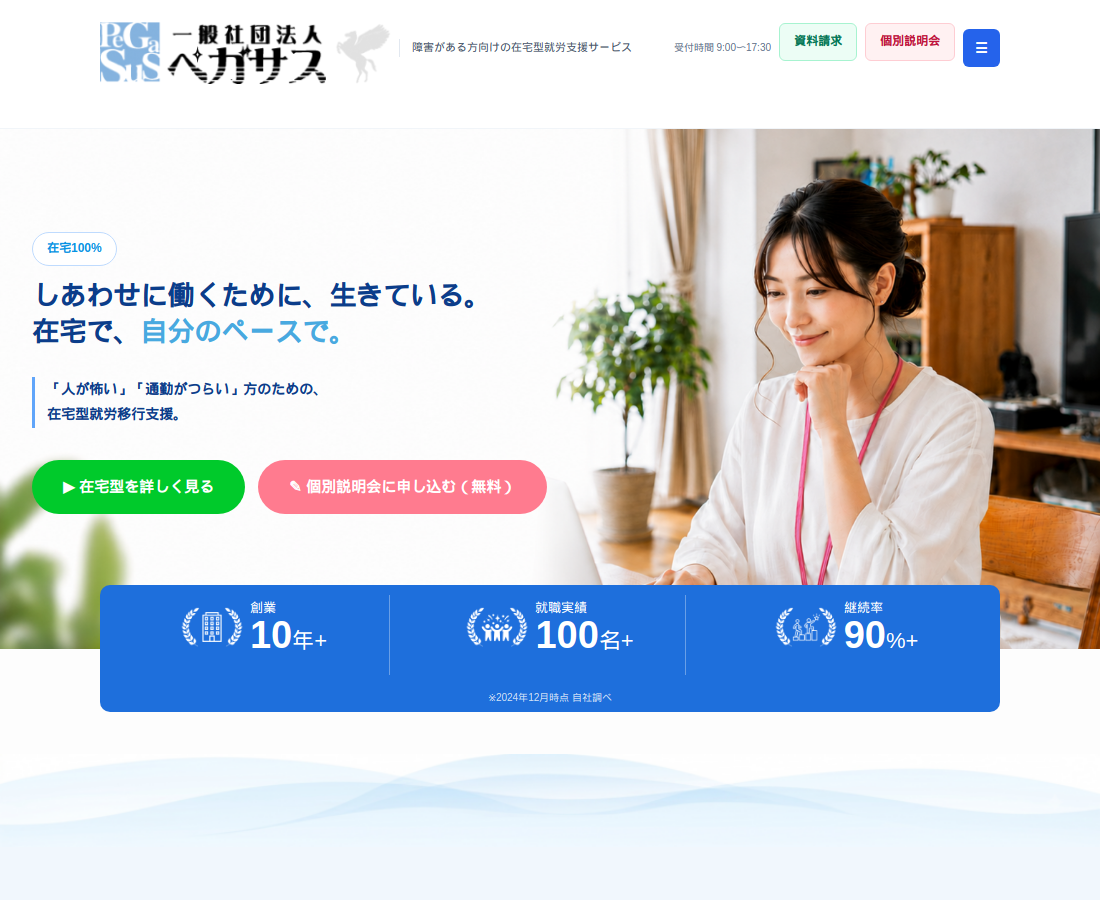 PeGaSuS
一般社団法人
ペガサス
障害がある方向けの在宅型就労支援サービス
受付時間 9:00〜17:30
資料請求
個別説明会
☰
在宅100%
しあわせに働くために、生きている。
在宅で、自分のペースで。
「人が怖い」「通勤がつらい」方のための、
在宅型就労移行支援。
▶ 在宅型を詳しく見る
✎ 個別説明会に申し込む（無料）
創業
10年+
就職実績
100名+
継続率
90%+
※2024年12月時点 自社調べ